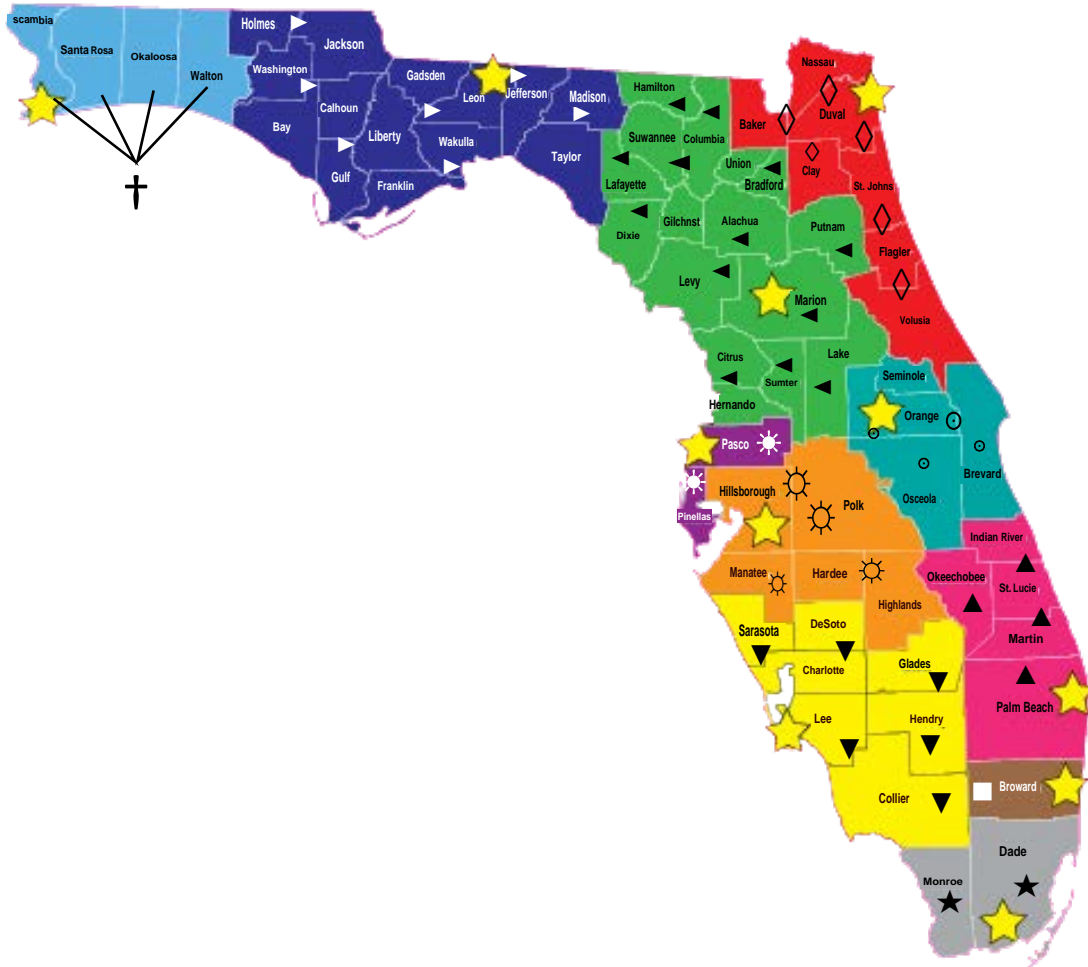 scambia
Santa Rosa
Okaloosa
Walton
Holmes
Jackson
Washington
Bay
Calhoun
Gulf
Liberty
Franklin
Gadsden
Leon
Jefferson
Madison
Wakulla
Taylor
Hamilton
Suwannee
Columbia
Lafayette
Dixie
Gilchnst
Union
Bradford
Alachua
Putnam
Levy
Marion
Citrus
Sumter
Lake
Hernando
Nassau
Duval
Baker
Clay
St. Johns
Flagler
Volusia
Seminole
Orange
Osceola
Brevard
Pasco
Pinellas
Hillsborough
Polk
Manatee
Hardee
Highlands
Indian River
Okeechobee
St. Lucie
Martin
Palm Beach
Sarasota
DeSoto
Charlotte
Glades
Lee
Hendry
Collier
Broward
Dade
Monroe